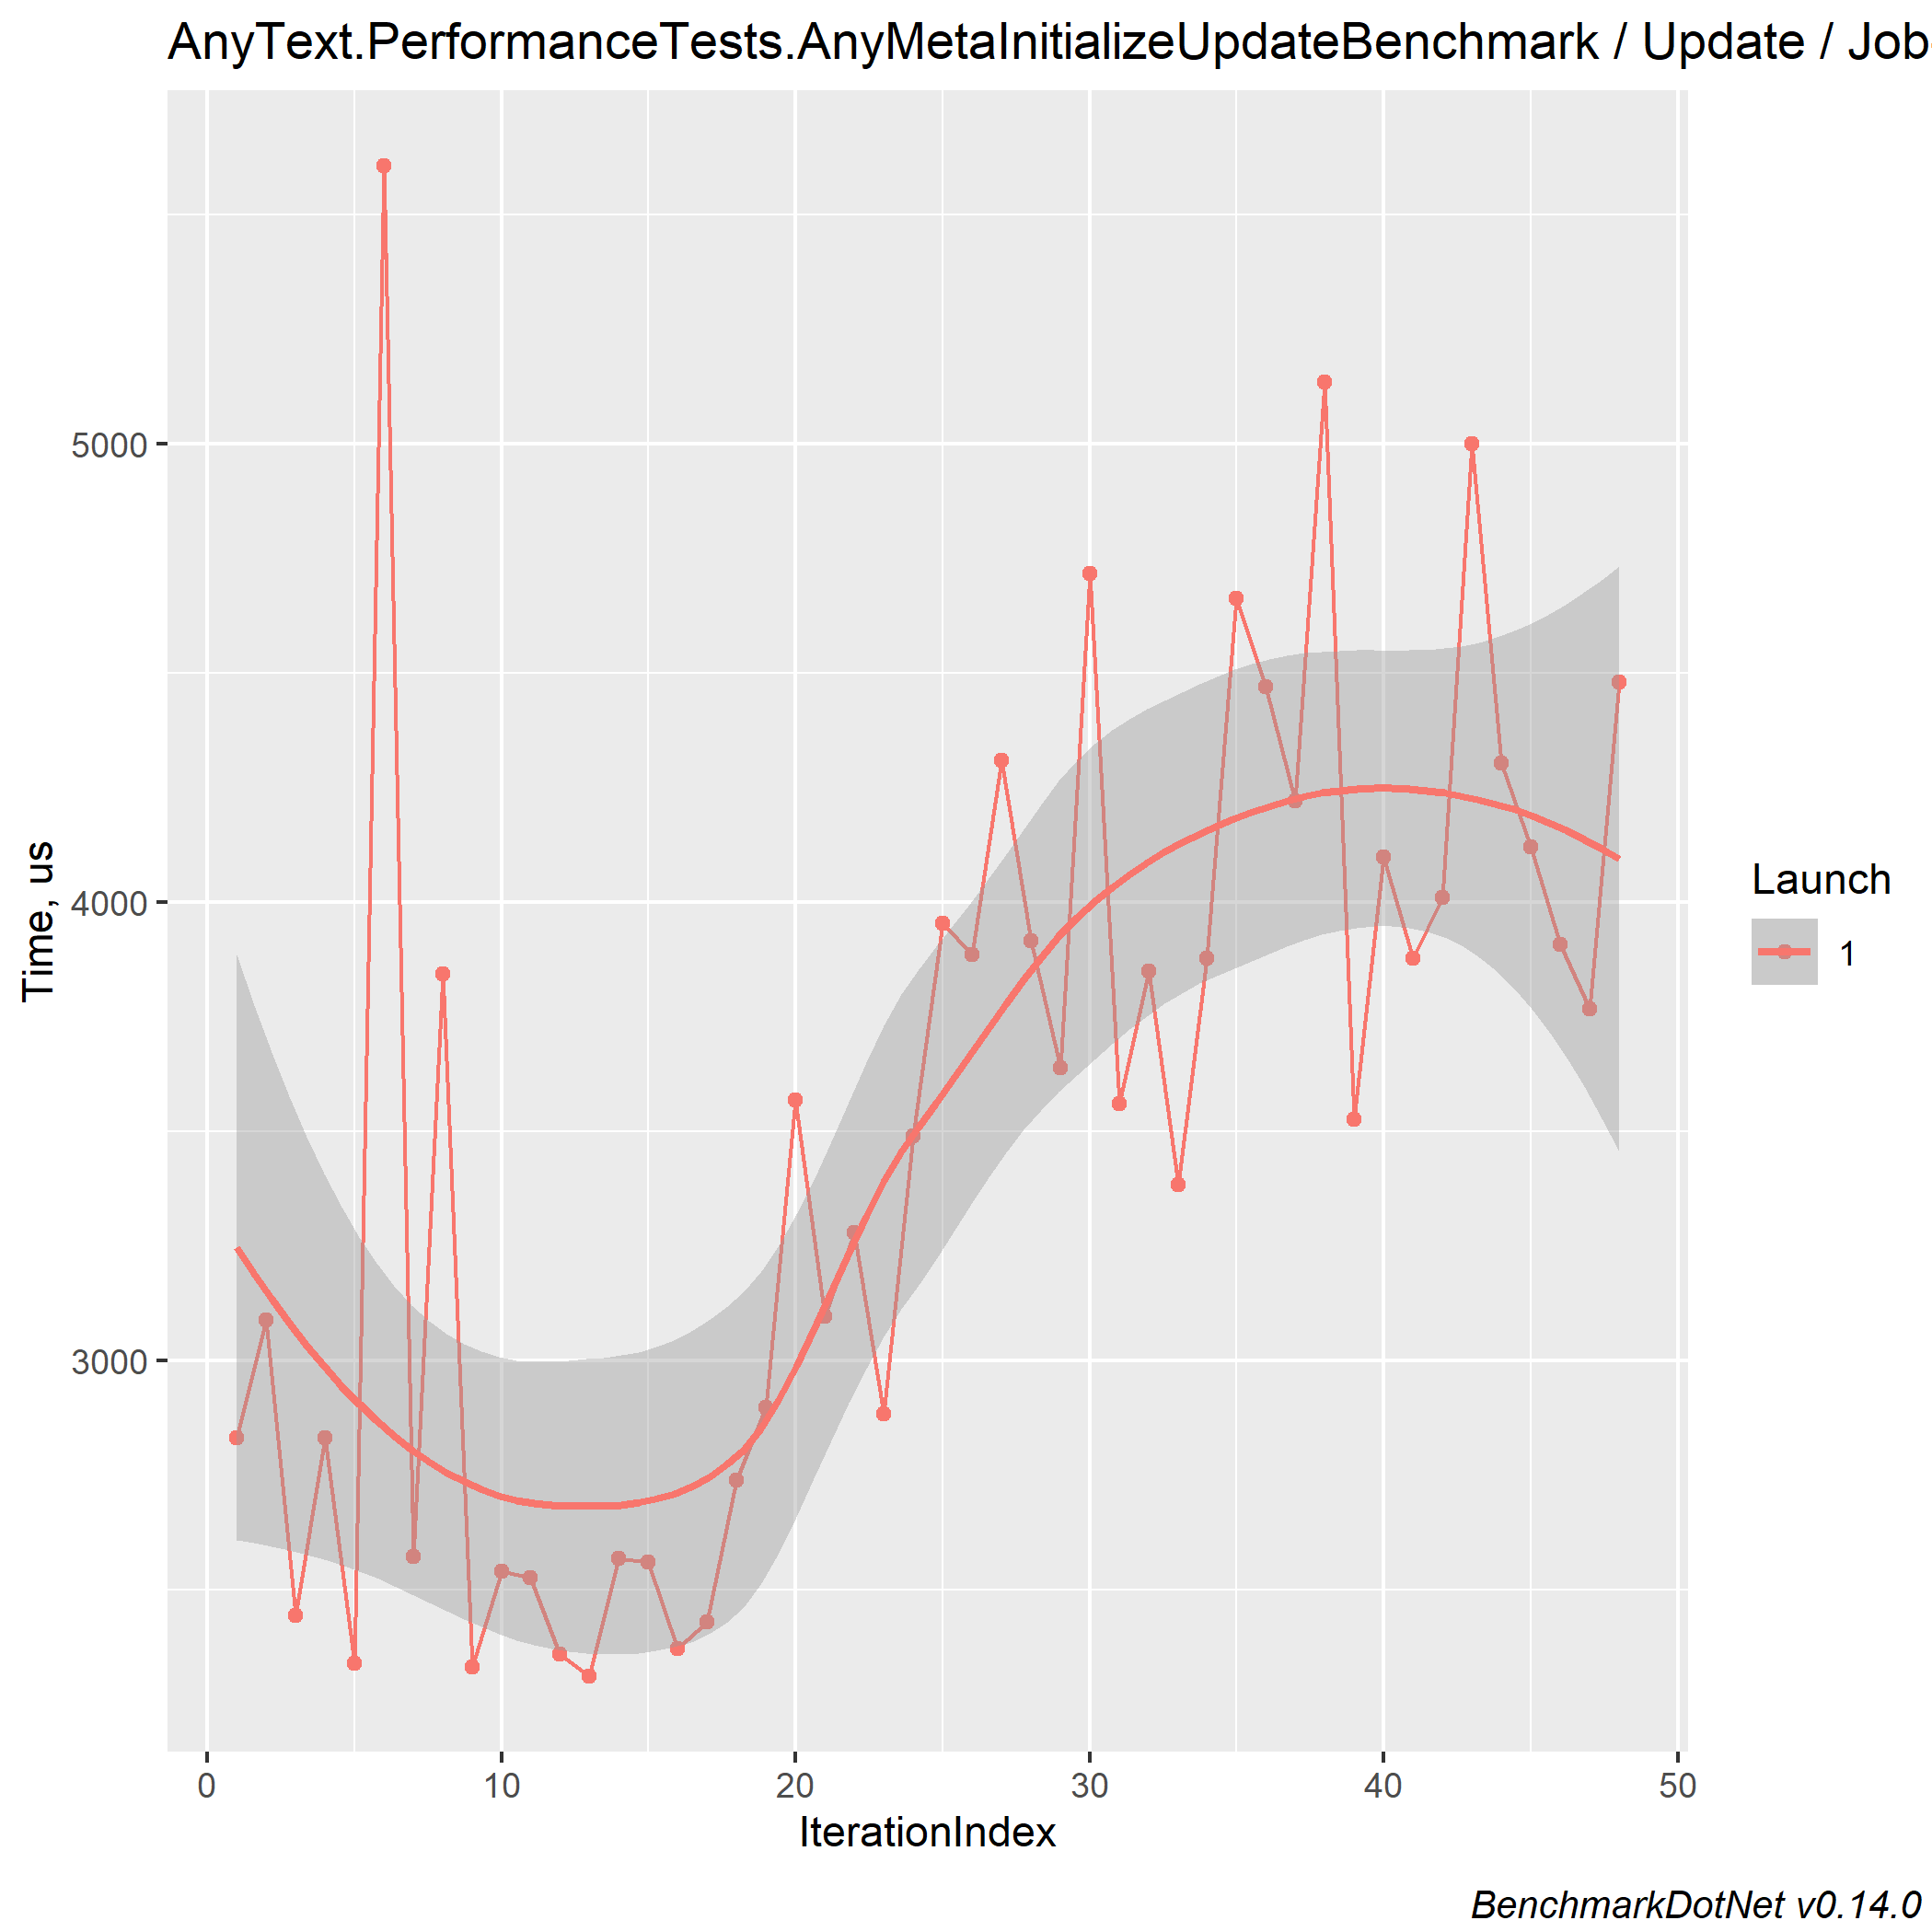 AnyText.PerformanceTests.AnyMetaInitializeUpdateBenchmark / Update / Job
5000
4000
3000
Time, us
0 10 20 30 40 50
IterationIndex
Launch
1
BenchmarkDotNet v0.14.0